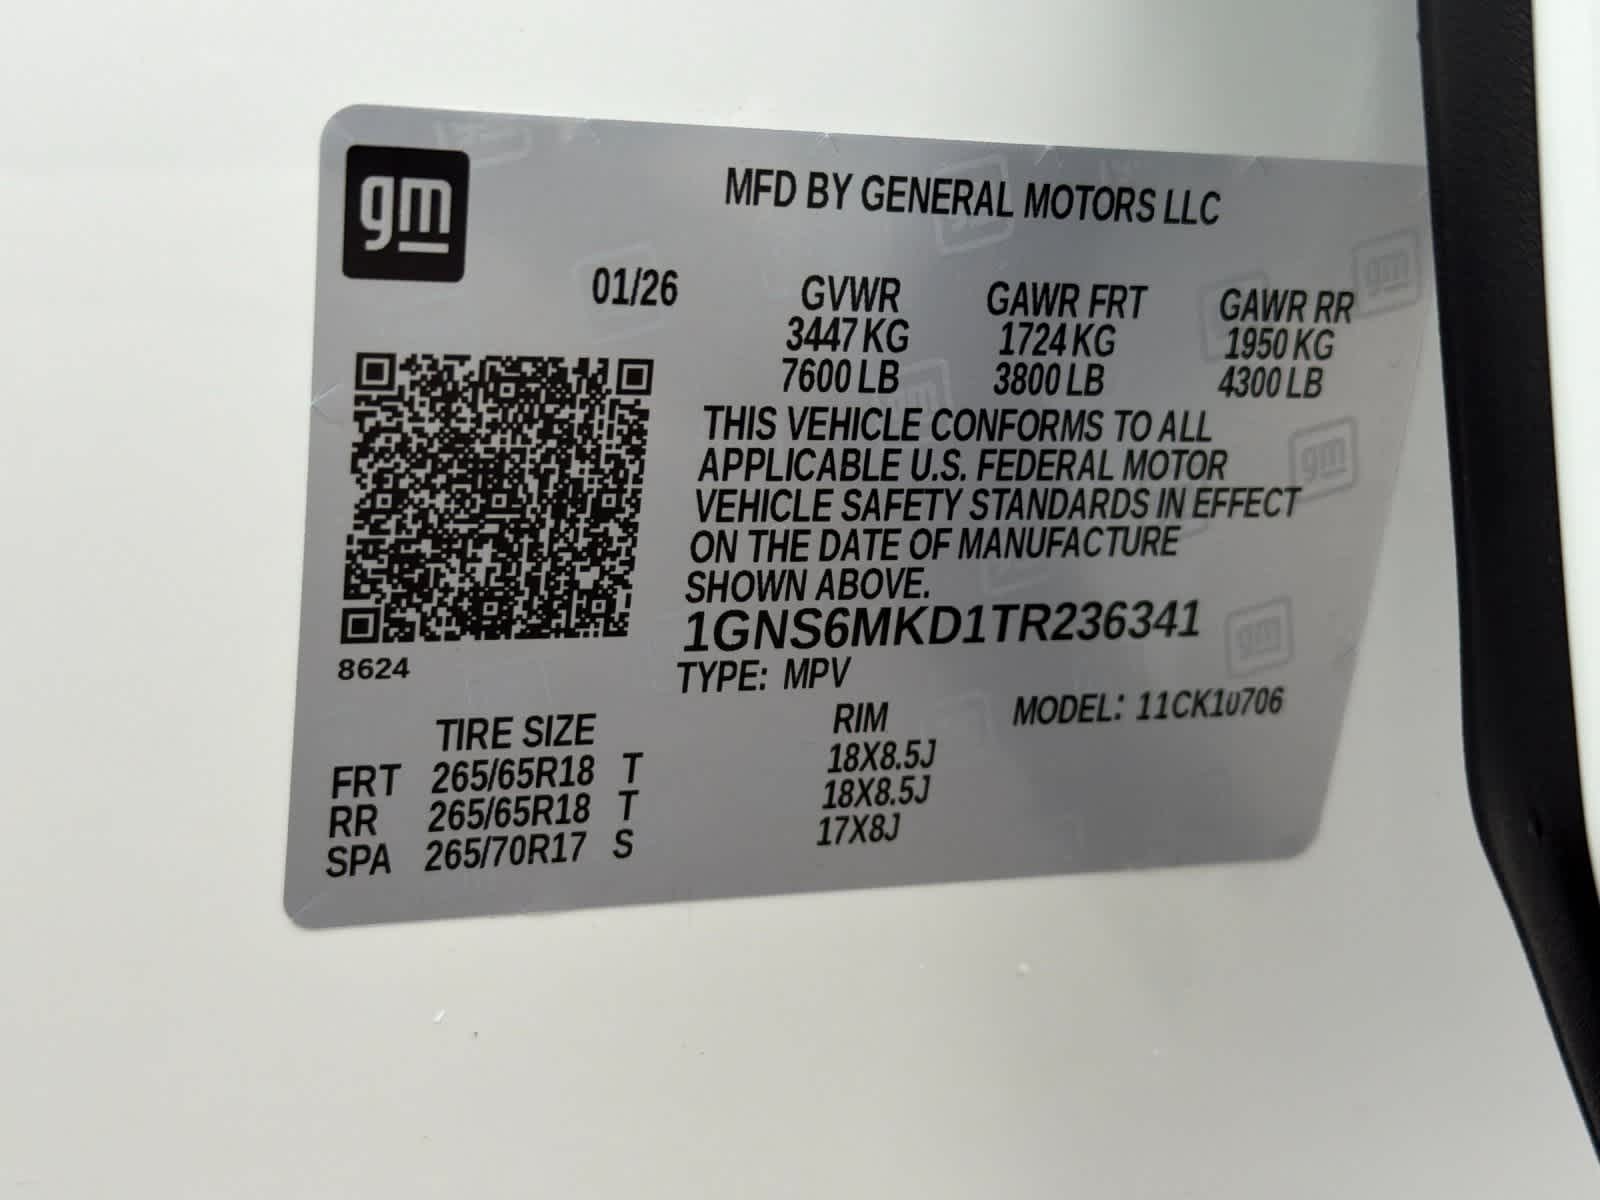 gm
MFD BY GENERAL MOTORS LLC
01/26 GVWR GAWR FRT GAWR RR
3447 KG 1724 KG 1950 KG
7600 LB 3800 LB 4300 LB
THIS VEHICLE CONFORMS TO ALL
APPLICABLE U.S. FEDERAL MOTOR
VEHICLE SAFETY STANDARDS IN EFFECT
ON THE DATE OF MANUFACTURE
SHOWN ABOVE.
1GNS6MKD1TR236341
8624
TYPE: MPV
MODEL: 11CK10706
TIRE SIZE RIM
FRT 265/65R18 T 18X8.5J
RR 265/65R18 T 18X8.5J
SPA 265/70R17 S 17X8J